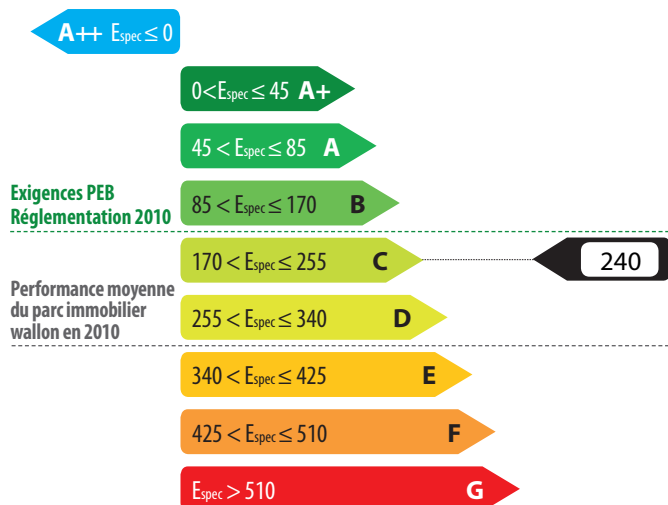 A++ Espec ≤ 0
0<Espec ≤ 45 A+
45 < Espec ≤ 85 A
Exigences PEB
Réglementation 2010
85 < Espec ≤ 170 B
170 < Espec ≤ 255 C
240
Performance moyenne
du parc immobilier
wallon en 2010
255 < Espec ≤ 340 D
340 < Espec ≤ 425 E
425 < Espec ≤ 510 F
Espec > 510 G